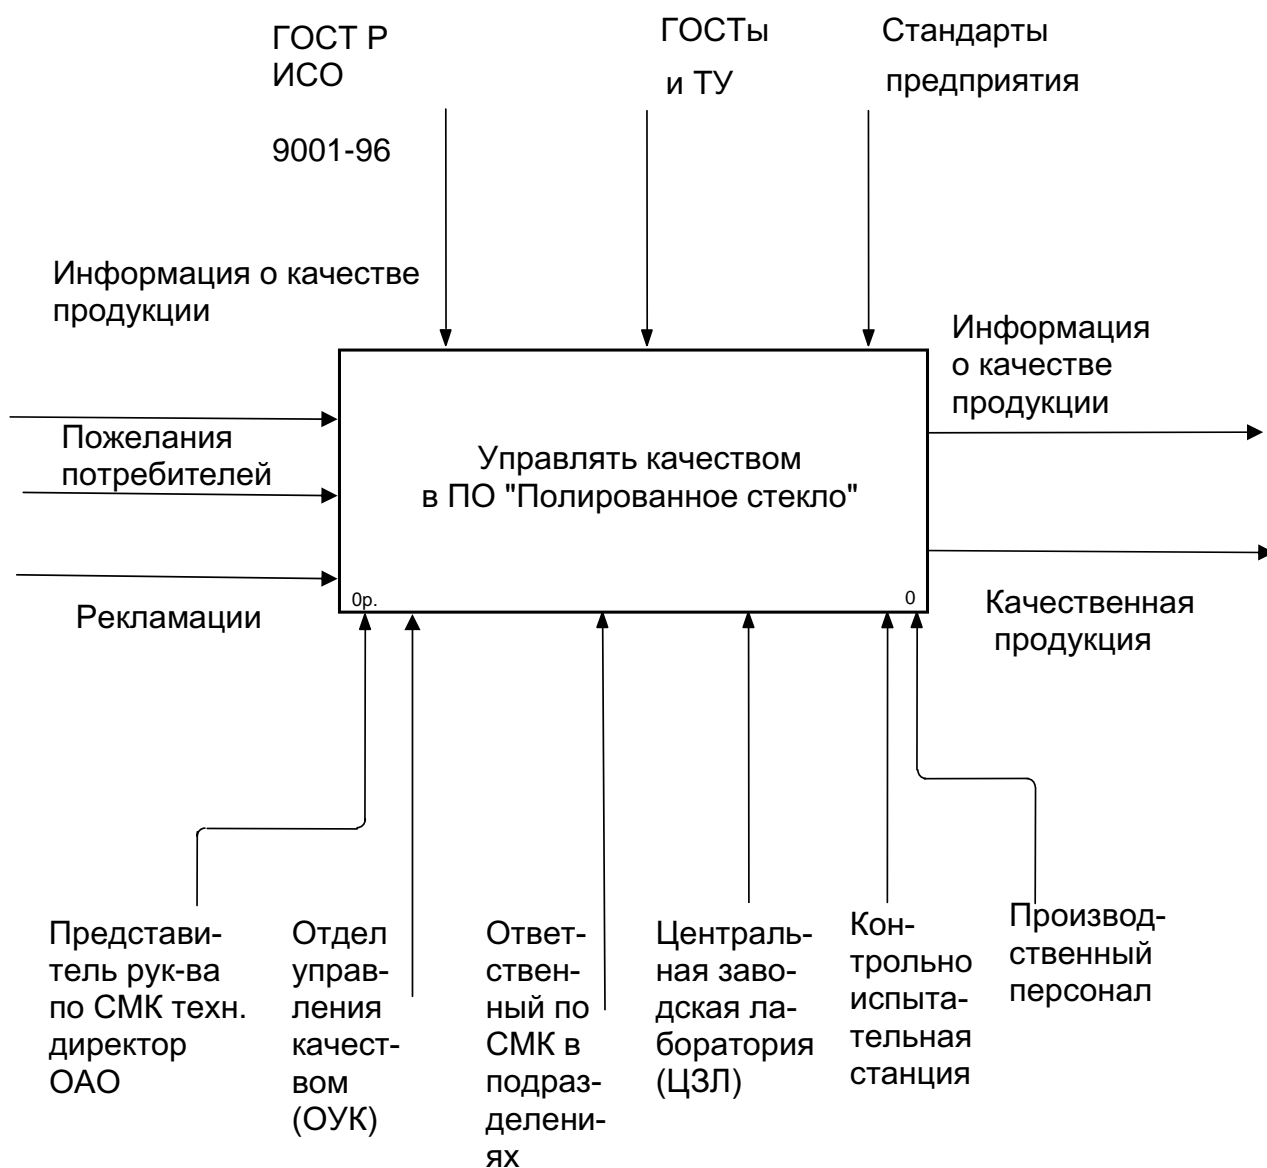 ГОСТ Р
ИСО
9001-96
ГОСТы
и ТУ
Стандарты
предприятия
Информация о качестве
продукции
Пожелания
потребителей
Рекламации
Управлять качеством
в ПО "Полированное стекло"
0р.
0
Информация
о качестве
продукции
Качественная
продукция
Представи-
тель рук-ва
по СМК техн.
директор
ОАО
Отдел
управ-
ления
качест-
вом
(ОУК)
Ответ-
ствен-
ный по
СМК в
подраз-
делени-
ях
Централь-
ная заво-
дская ла-
боратория
(ЦЗЛ)
Кон-
трольно
испыта-
тельная
станция
Производ-
ственный
персонал